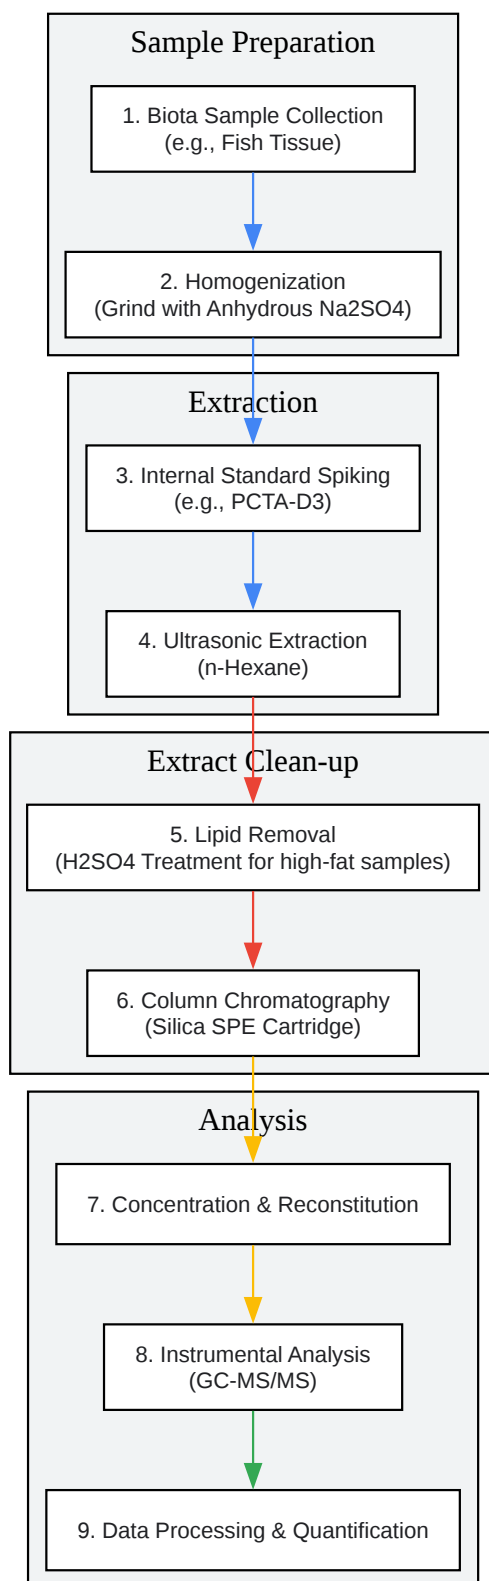 Sample Preparation
1. Biota Sample Collection
(e.g., Fish Tissue)
2. Homogenization
(Grind with Anhydrous Na2SO4)
Extraction
3. Internal Standard Spiking
(e.g., PCTA-D3)
4. Ultrasonic Extraction
(n-Hexane)
Extract Clean-up
5. Lipid Removal
(H2SO4 Treatment for high-fat samples)
6. Column Chromatography
(Silica SPE Cartridge)
Analysis
7. Concentration & Reconstitution
8. Instrumental Analysis
(GC-MS/MS)
9. Data Processing & Quantification